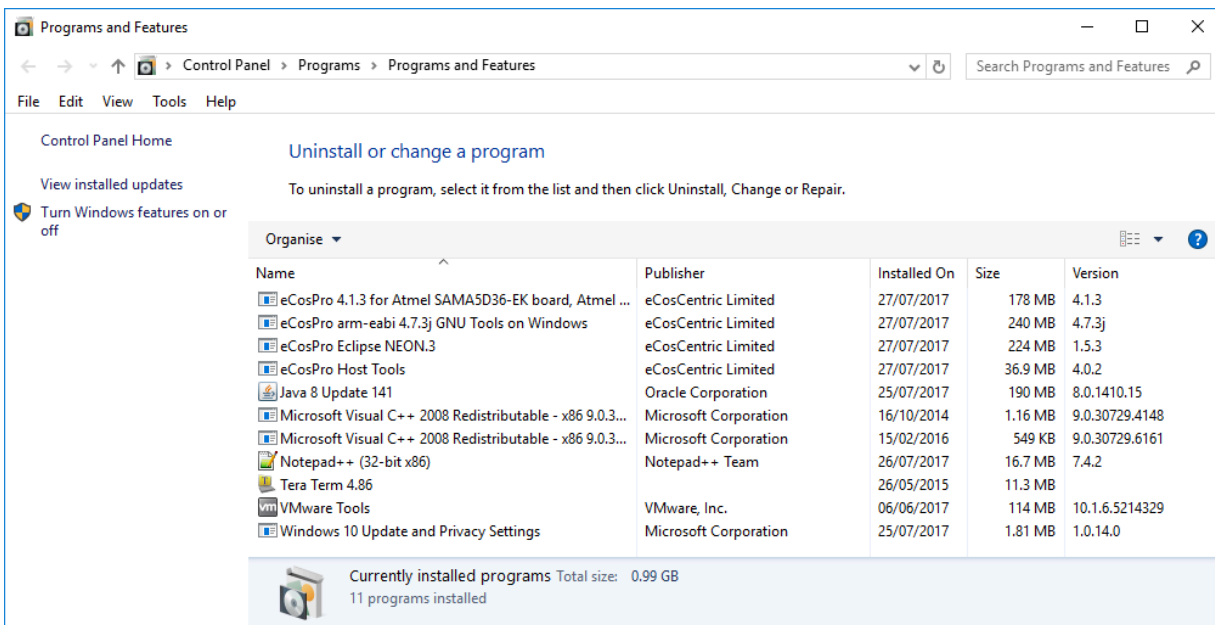 Programs and Features
Control Panel > Programs > Programs and Features
Search Programs and Features
File Edit View Tools Help
Control Panel Home
View installed updates
Turn Windows features on or
off
Uninstall or change a program
To uninstall a program, select it from the list and then click Uninstall, Change or Repair.
Organise
Name Publisher Installed On Size Version
eCosPro 4.1.3 for Atmel SAMA5D36-EK board, Atmel ... eCosCentric Limited 27/07/2017 178 MB 4.1.3
eCosPro arm-eabi 4.7.3j GNU Tools on Windows eCosCentric Limited 27/07/2017 240 MB 4.7.3j
eCosPro Eclipse NEON.3 eCosCentric Limited 27/07/2017 224 MB 1.5.3
eCosPro Host Tools eCosCentric Limited 27/07/2017 36.9 MB 4.0.2
Java 8 Update 141 Oracle Corporation 25/07/2017 190 MB 8.0.1410.15
Microsoft Visual C++ 2008 Redistributable - x86 9.0.3... Microsoft Corporation 16/10/2014 1.16 MB 9.0.30729.4148
Microsoft Visual C++ 2008 Redistributable - x86 9.0.3... Microsoft Corporation 15/02/2016 549 KB 9.0.30729.6161
Notepad++ (32-bit x86) Notepad++ Team 26/07/2017 16.7 MB 7.4.2
Tera Term 4.86 26/05/2015 11.3 MB
vm VMware Tools VMware, Inc. 06/06/2017 114 MB 10.1.6.5214329
Windows 10 Update and Privacy Settings Microsoft Corporation 25/07/2017 1.81 MB 1.0.14.0
Currently installed programs Total size: 0.99 GB
11 programs installed